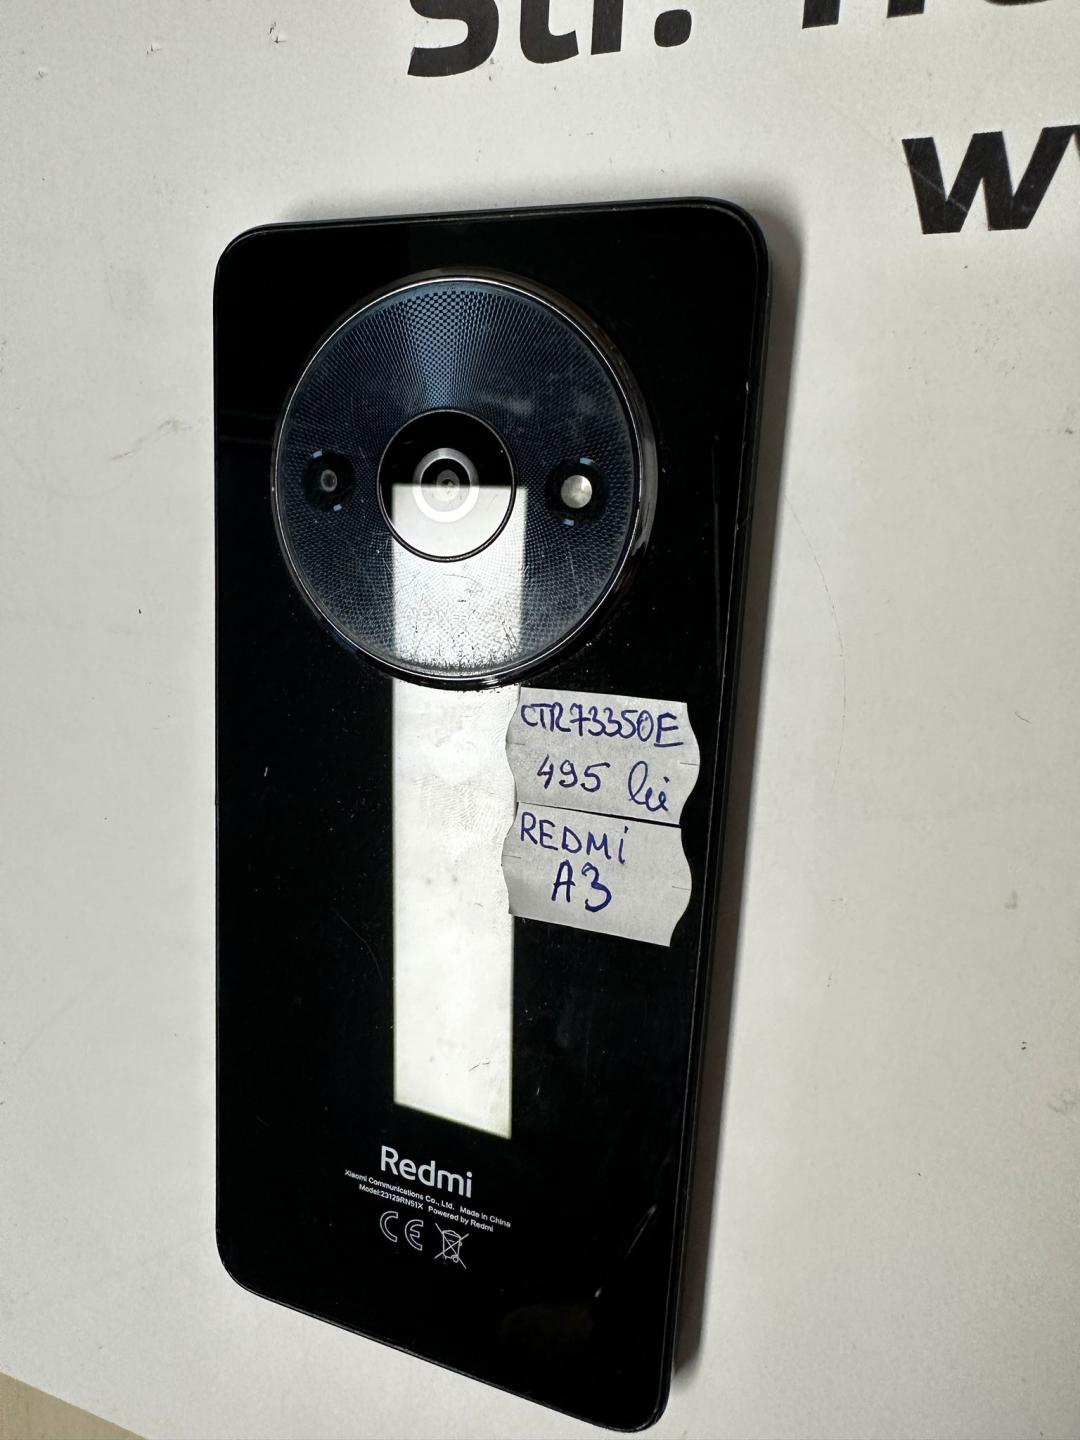 Str.
CTR73350E
495 lei
REDMi
A3
Redmi
Xiaomi Communications Co., Ltd. Made in China
Model:23129RN51X Powered by Redmi
CE